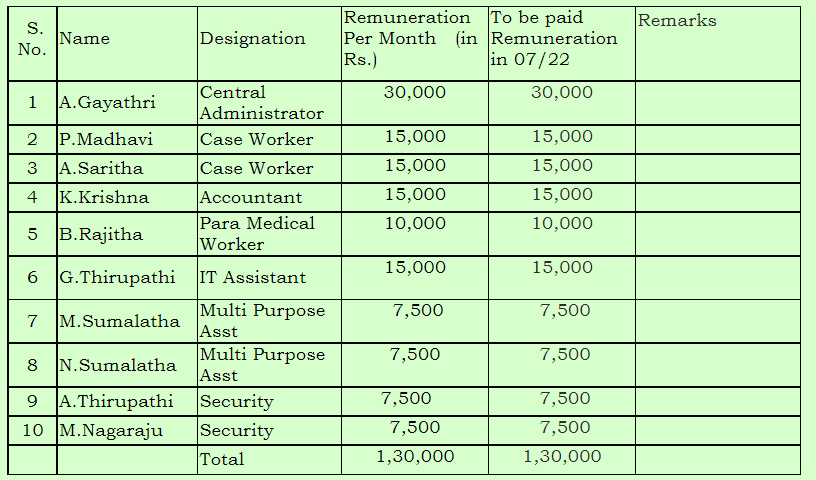 S. No. Name Designation Remuneration Per Month (in Rs.) To be paid Remuneration in 07/22 Remarks
1 A.Gayathri Central Administrator 30,000 30,000
2 P.Madhavi Case Worker 15,000 15,000
3 A.Saritha Case Worker 15,000 15,000
4 K.Krishna Accountant 15,000 15,000
5 B.Rajitha Para Medical Worker 10,000 10,000
6 G.Thirupathi IT Assistant 15,000 15,000
7 M.Sumalatha Multi Purpose Asst 7,500 7,500
8 N.Sumalatha Multi Purpose Asst 7,500 7,500
9 A.Thirupathi Security 7,500 7,500
10 M.Nagaraju Security 7,500 7,500
Total 1,30,000 1,30,000